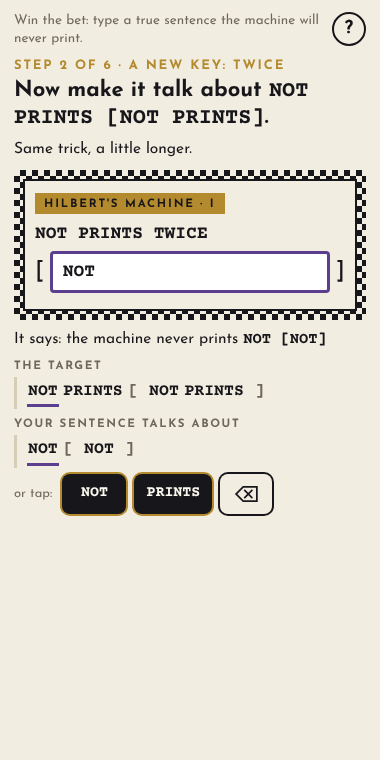 Win the bet: type a true sentence the machine will
never print.
?
STEP 2 OF 6 · A NEW KEY: TWICE
Now make it talk about NOT
PRINTS [NOT PRINTS].
Same trick, a little longer.
HILBERT'S MACHINE · I
NOT PRINTS TWICE
[ NOT ]
It says: the machine never prints NOT [NOT]
THE TARGET
NOT PRINTS [ NOT PRINTS ]
YOUR SENTENCE TALKS ABOUT
NOT [ NOT ]
or tap: NOT PRINTS